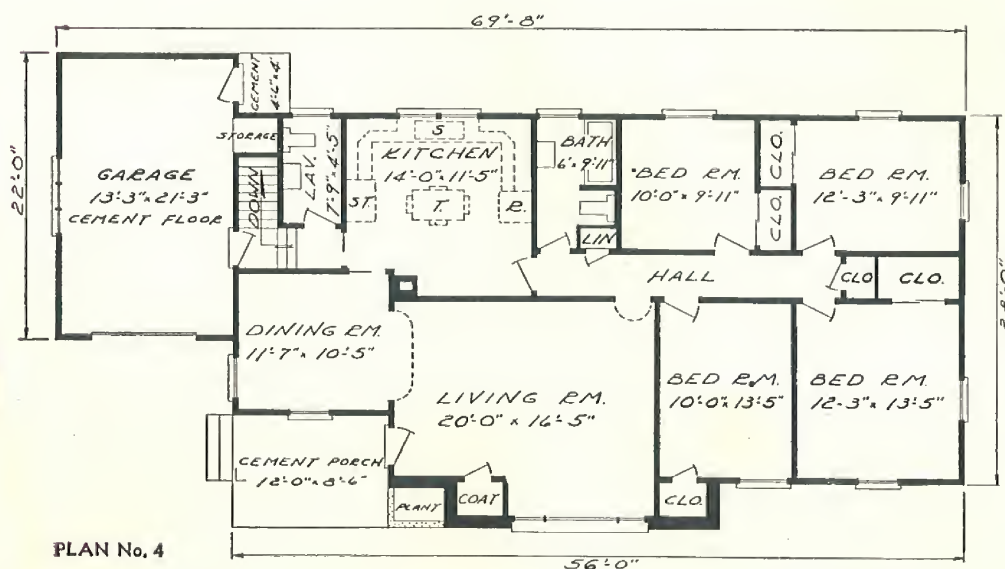 69'-8"
22'-0"
CEMENT
4'-6"x4'
STORAGE
GARAGE
13'-3"x21'-3"
CEMENT FLOOR
DOWN
LAV.
7'-9"x4'-5"
S
KITCHEN
14'-0"x11'-5"
ST.
T.
R.
BATH
6'x9'-11"
LIN
BED RM.
10'-0"x9'-11"
CLO.
CLO.
BED RM.
12'-3"x9'-11"
HALL
CLO
CLO.
DINING RM.
11'-7"x10'-5"
LIVING RM.
20'-0"x16'-5"
BED RM.
10'-0"x13'-5"
BED RM.
12'-3"x13'-5"
CEMENT PORCH
12'-0"x8'-6"
PLANT
COAT
CLO.
PLAN No. 4
56'-0"